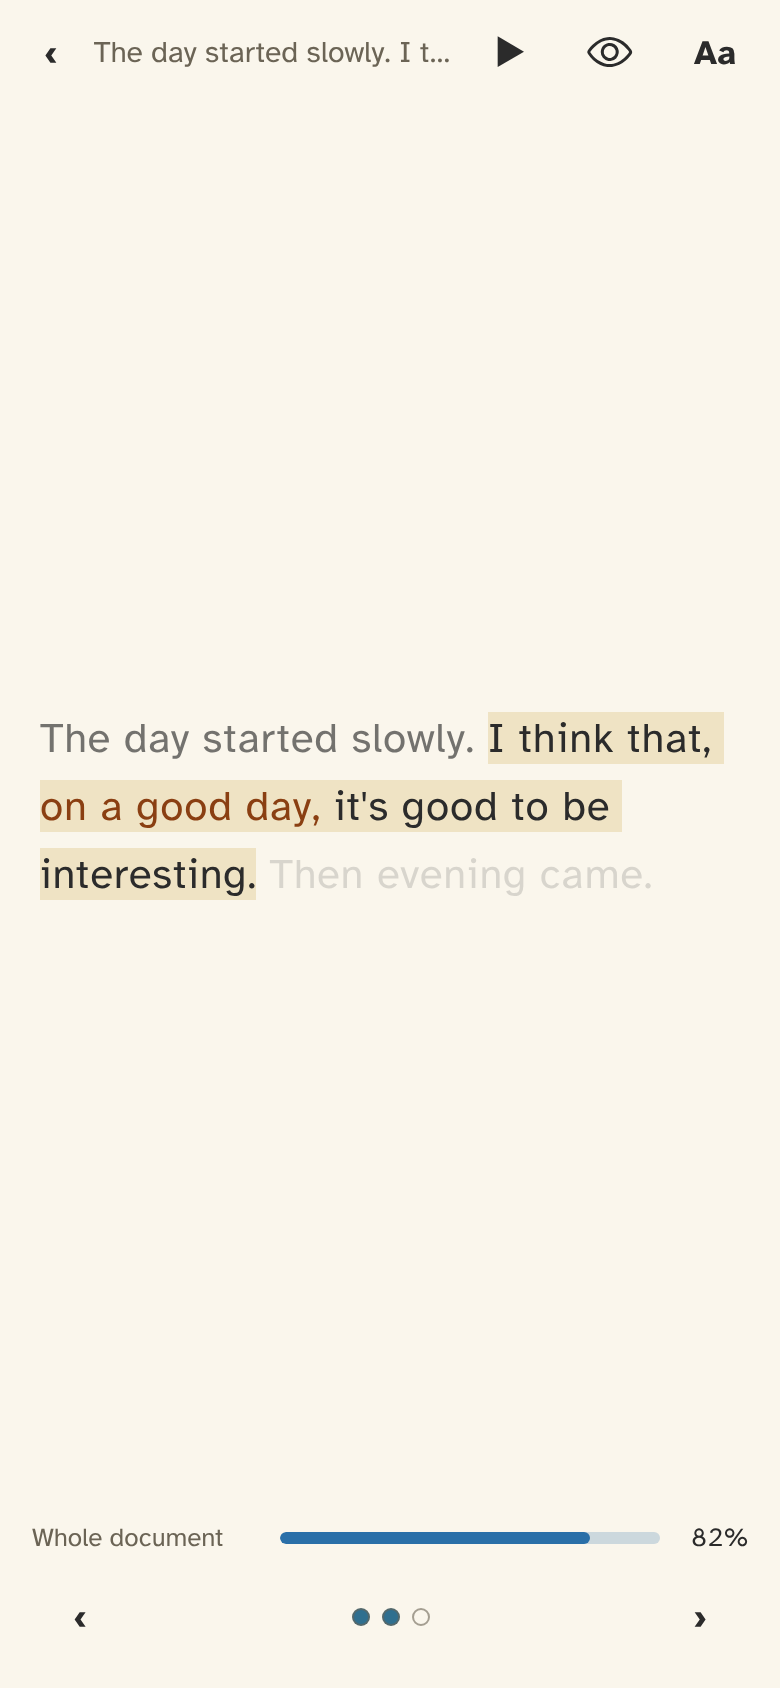 ‹ The day started slowly. I t... Aa
The day started slowly. I think that,
on a good day, it's good to be
interesting. Then evening came.
Whole document 82%
‹ ›